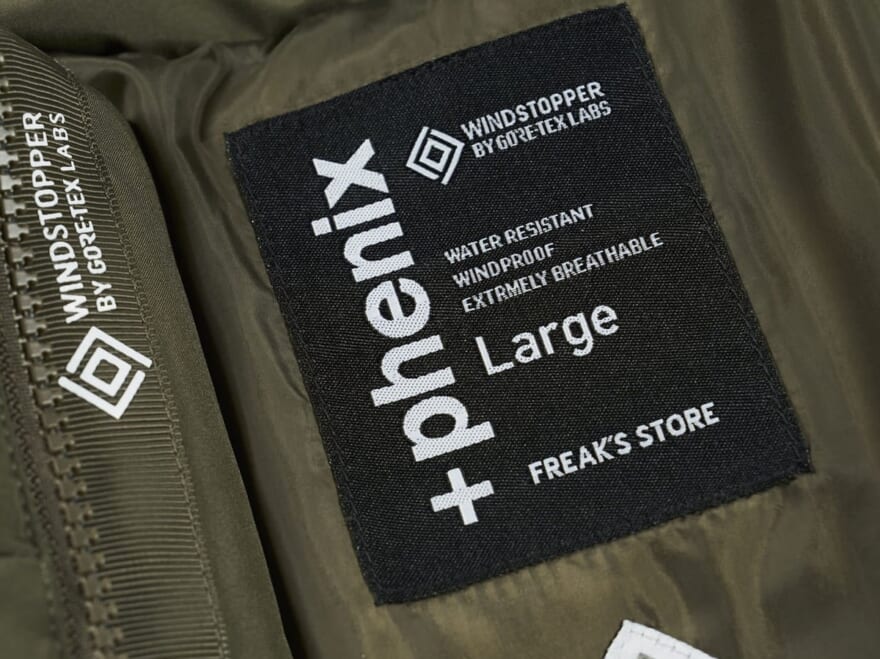 WINDSTOPPER
BY GORE-TEX LABS
WINDSTOPPER
BY GORE-TEX LABS
+phenix
WATER RESISTANT
WINDPROOF
EXTRMELY BREATHABLE
Large
FREAK'S STORE